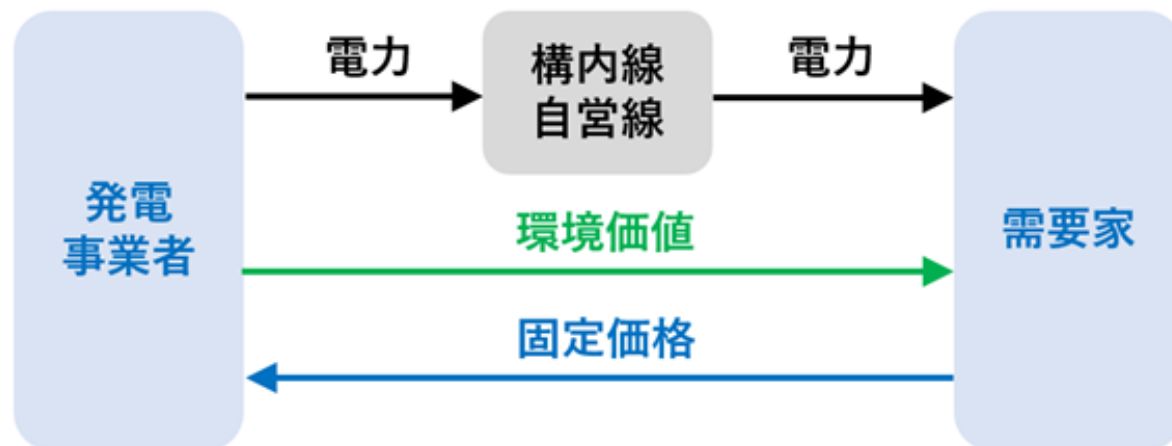 電力
構内線
自営線
電力
発電
事業者
環境価値
需要家
固定価格